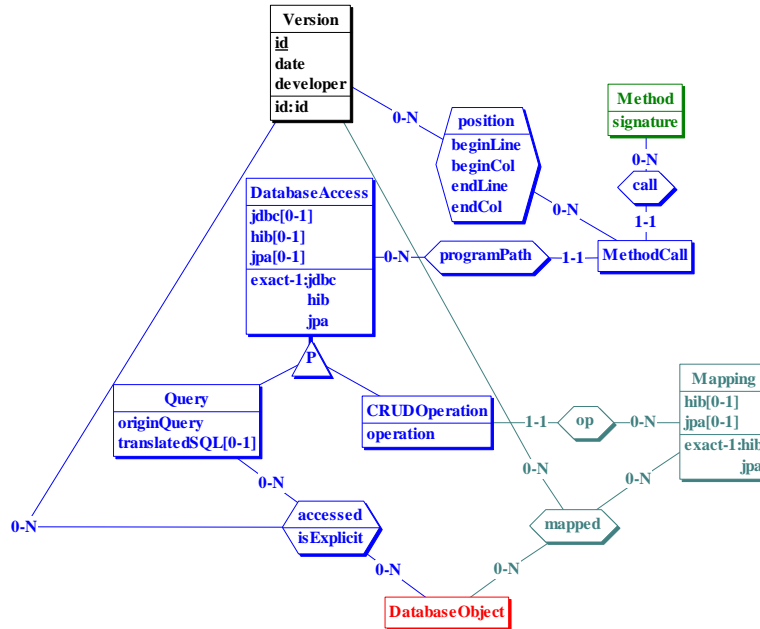 Version
id
date
developer
id:id
0-N
position
beginLine
beginCol
endLine
endCol
0-N
Method
signature
0-N
call
1-1
MethodCall
DatabaseAccess
jdbc[0-1]
hib[0-1]
jpa[0-1]
exact-1:jdbc
hib
jpa
0-N
programPath
1-1
P
Query
originQuery
translatedSQL[0-1]
CRUDOperation
operation
1-1
op
0-N
Mapping
hib[0-1]
jpa[0-1]
exact-1:hib
jpa
0-N
0-N
0-N
0-N
accessed
isExplicit
mapped
0-N
0-N
DatabaseObject